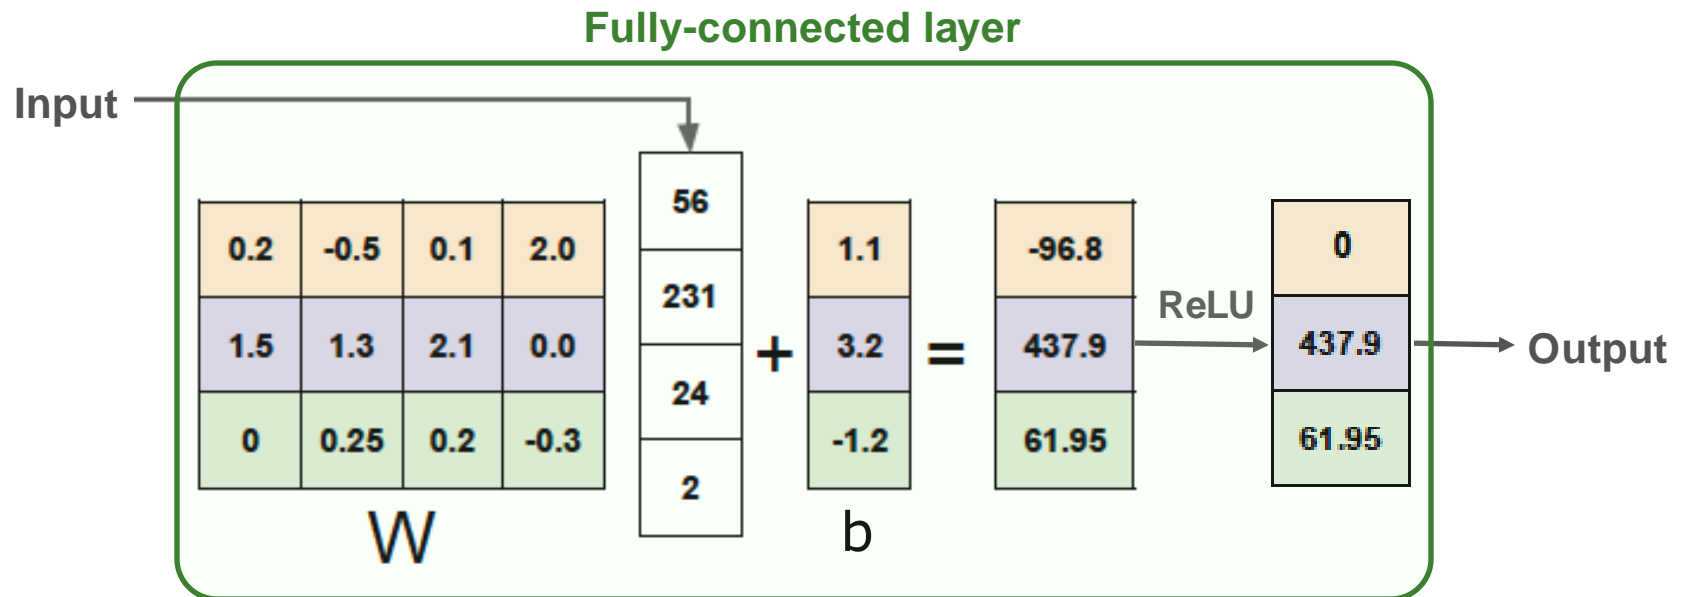 Fully-connected layer
Input
56
231
24
2
0.2 -0.5 0.1 2.0
1.5 1.3 2.1 0.0
0 0.25 0.2 -0.3
W
+
1.1
3.2
-1.2
b
=
-96.8
437.9
61.95
ReLU
0
437.9
61.95
Output